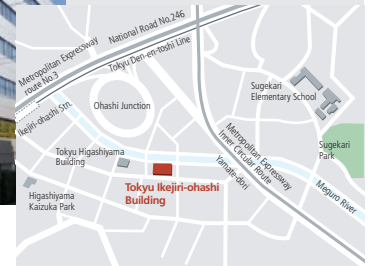 National Road No.246
Metropolitan Expressway
route No.3
Tokyu Den-en-toshi Line
Ikejiri-ohashi Stn.
Ohashi Junction
Sugekari
Elementary School
Tokyu Higashiyama
Building
Metropolitan Expressway
Inner Circular Route
Yamate-dori
Sugekari
Park
Tokyu Ikejiri-ohashi
Building
Higashiyama
Kaizuka Park
Meguro River